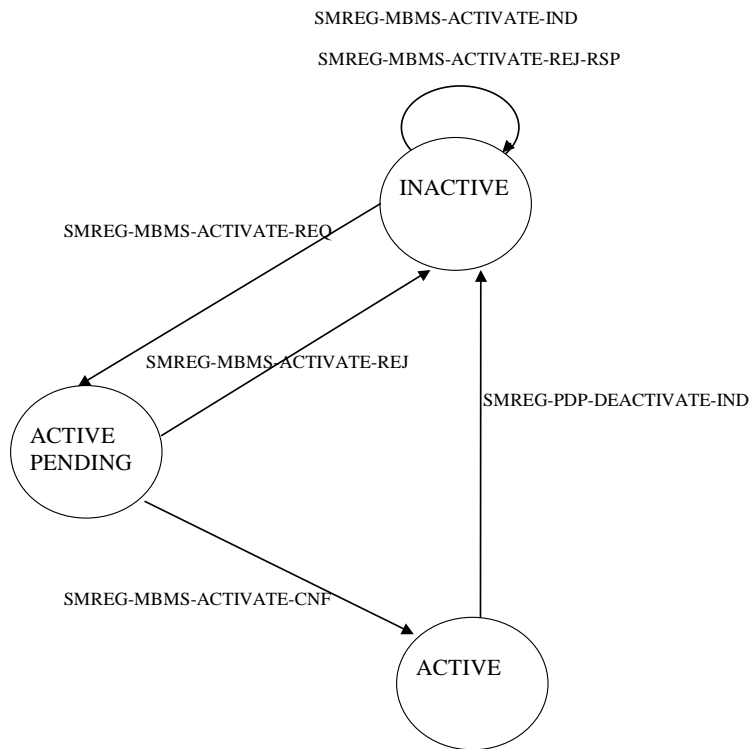 SMREG-MBMS-ACTIVATE-IND
SMREG-MBMS-ACTIVATE-REJ-RSP
INACTIVE
SMREG-MBMS-ACTIVATE-REQ
SMREG-MBMS-ACTIVATE-REJ
SMREG-PDP-DEACTIVATE-IND
ACTIVE
PENDING
SMREG-MBMS-ACTIVATE-CNF
ACTIVE